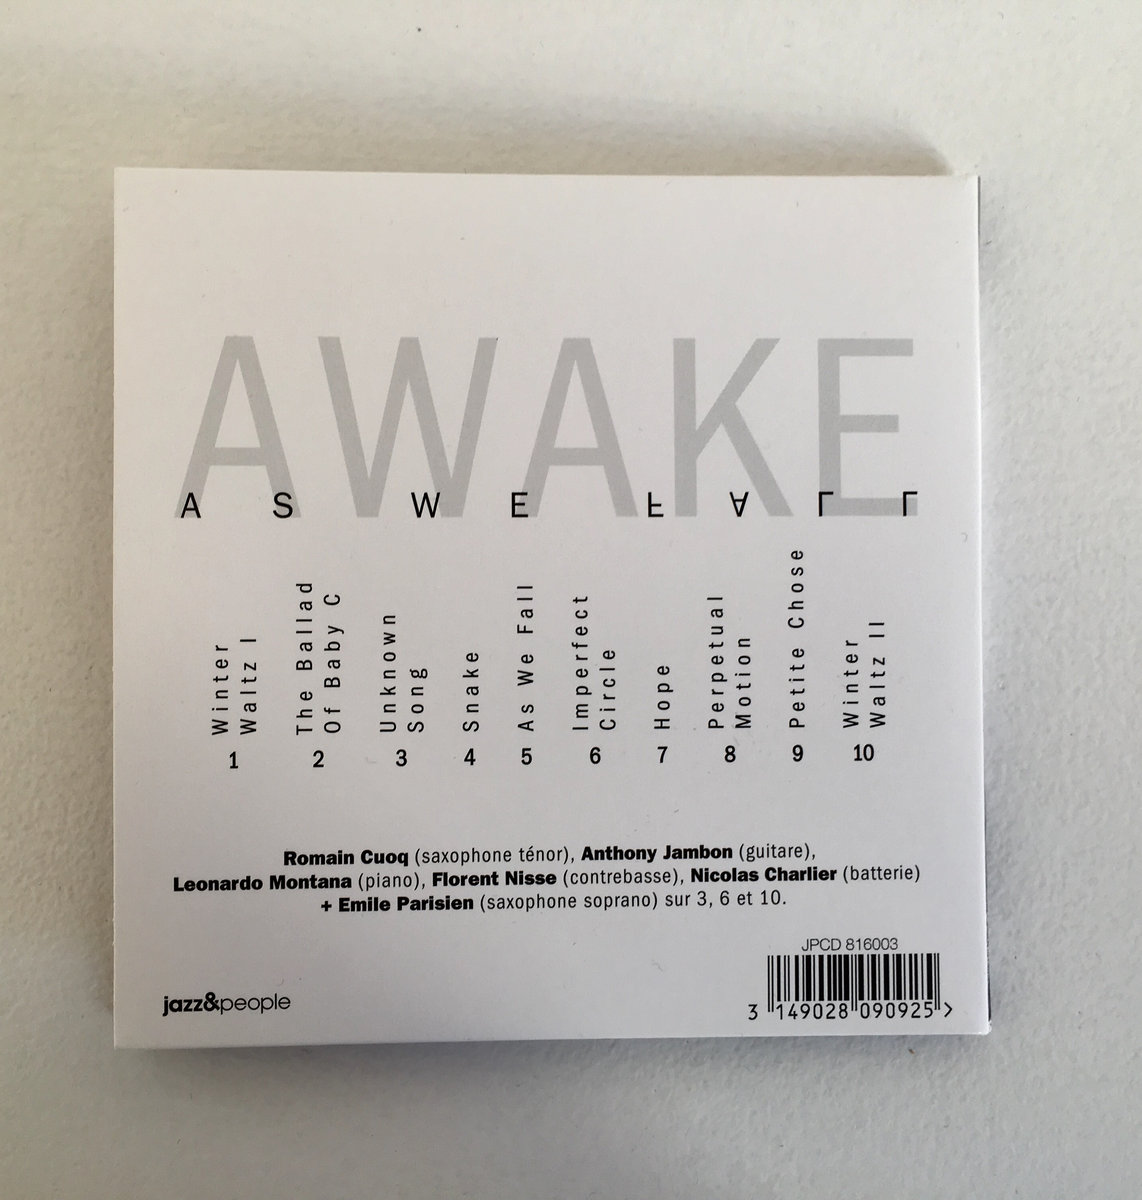 AWAKE
AS WE FALL
Winter
Waltz I
1
The Ballad
Of Baby C
2
Unknown
Song
3
Snake
4
As We Fall
5
Imperfect
Circle
6
Hope
7
Perpetual
Motion
8
Petite Chose
9
Winter
Waltz II
10
Romain Cuoq (saxophone ténor), Anthony Jambon (guitare),
Leonardo Montana (piano), Florent Nisse (contrebasse), Nicolas Charlier (batterie)
+ Emile Parisien (saxophone soprano) sur 3, 6 et 10.
jazz&people
JPCD 816003
3 149028 090925 >